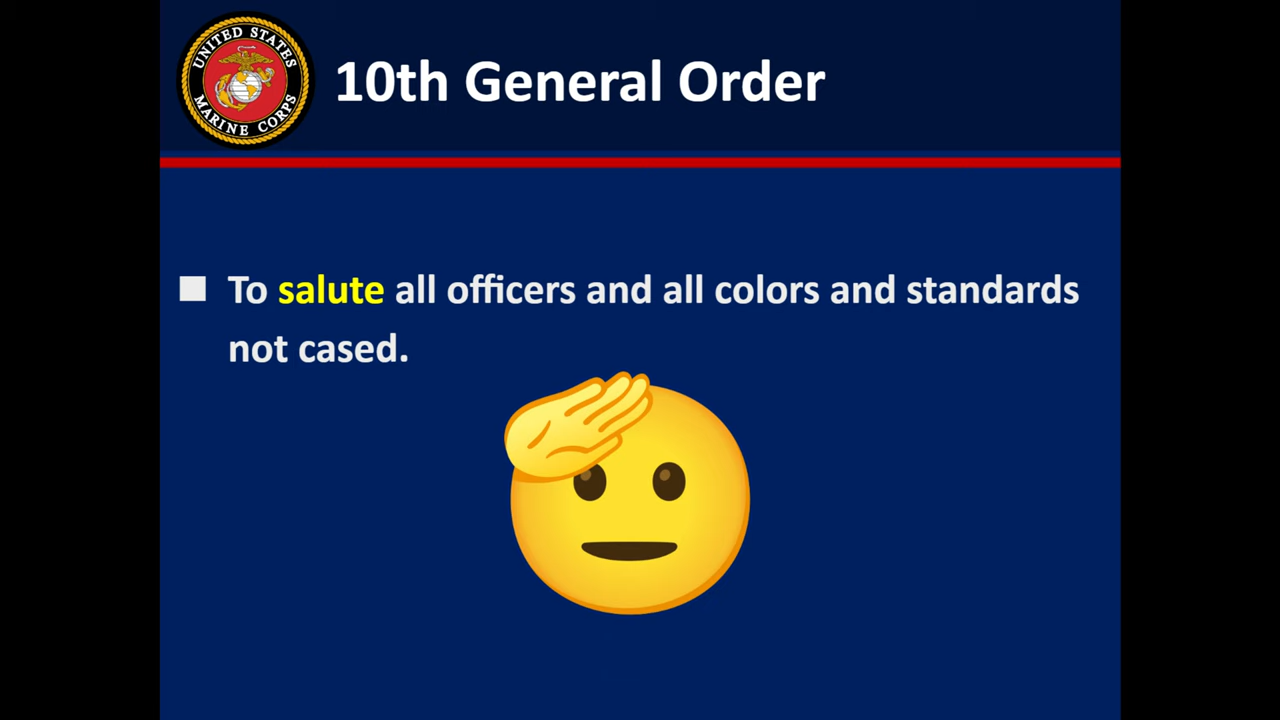 UNITED STATES
MARINE CORPS
10th General Order
To salute all officers and all colors and standards
not cased.